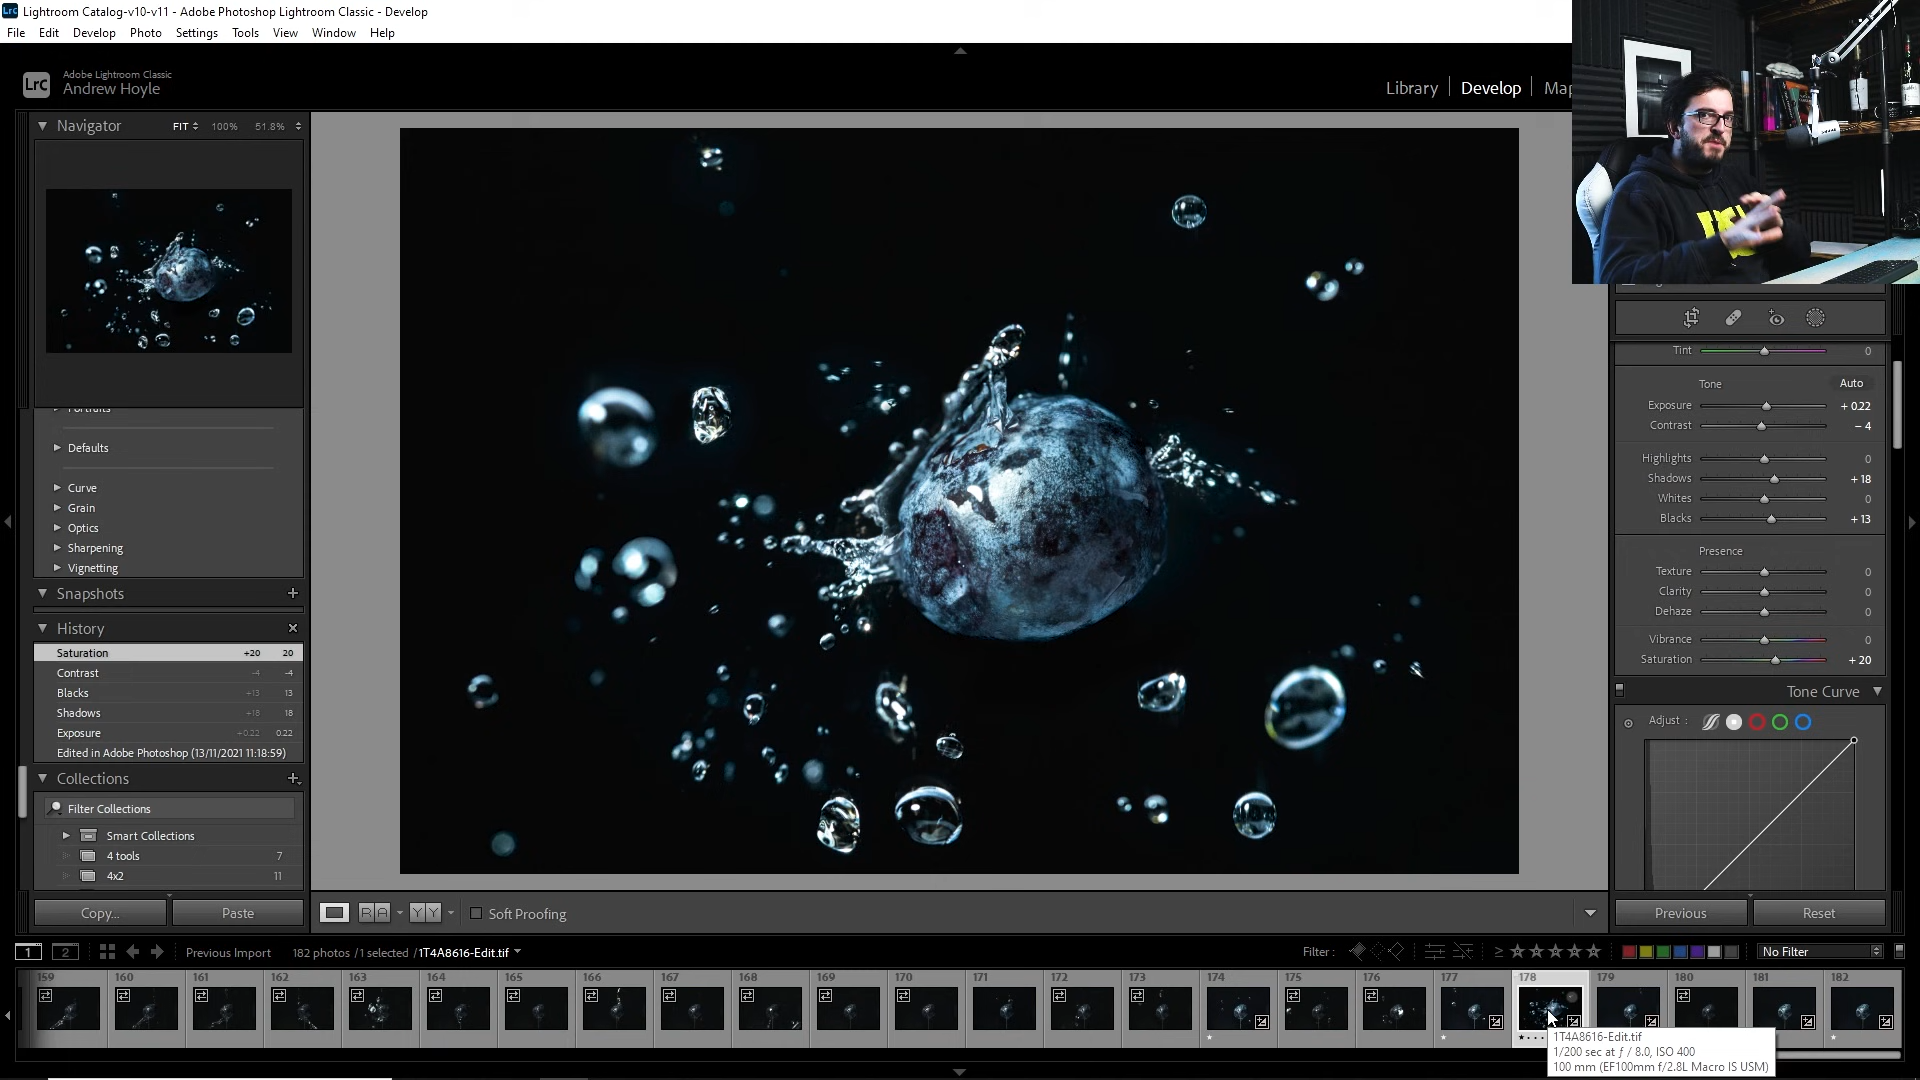 Lrc Lightroom Catalog-v10-v11 - Adobe Photoshop Lightroom Classic - Develop
File Edit Develop Photo Settings Tools View Window Help
LrC Adobe Lightroom Classic
Andrew Hoyle
Library Develop Map
Navigator FIT 100% 51.8%
Portraits
Defaults
Curve
Grain
Optics
Sharpening
Vignetting
Snapshots
History
Saturation +20 20
Contrast -4 -4
Blacks +13 13
Shadows +18 18
Exposure +0.22 0.22
Edited in Adobe Photoshop (13/11/2021 11:18:59)
Collections
Filter Collections
Smart Collections
4 tools 7
4x2 11
Copy... Paste
R A Y Y Soft Proofing
Tint 0
Tone Auto
Exposure + 0.22
Contrast – 4
Highlights 0
Shadows + 18
Whites 0
Blacks + 13
Presence
Texture 0
Clarity 0
Dehaze 0
Vibrance 0
Saturation + 20
Tone Curve
Adjust :
Previous Reset
1 2 Previous Import 182 photos /1 selected /1T4A8616-Edit.tif Filter : ≥ No Filter
159 160 161 162 163 164 165 166 167 168 169 170 171 172 173 174 175 176 177 178 179 180 181 182
1T4A8616-Edit.tif
1/200 sec at ƒ / 8.0, ISO 400
100 mm (EF100mm f/2.8L Macro IS USM)